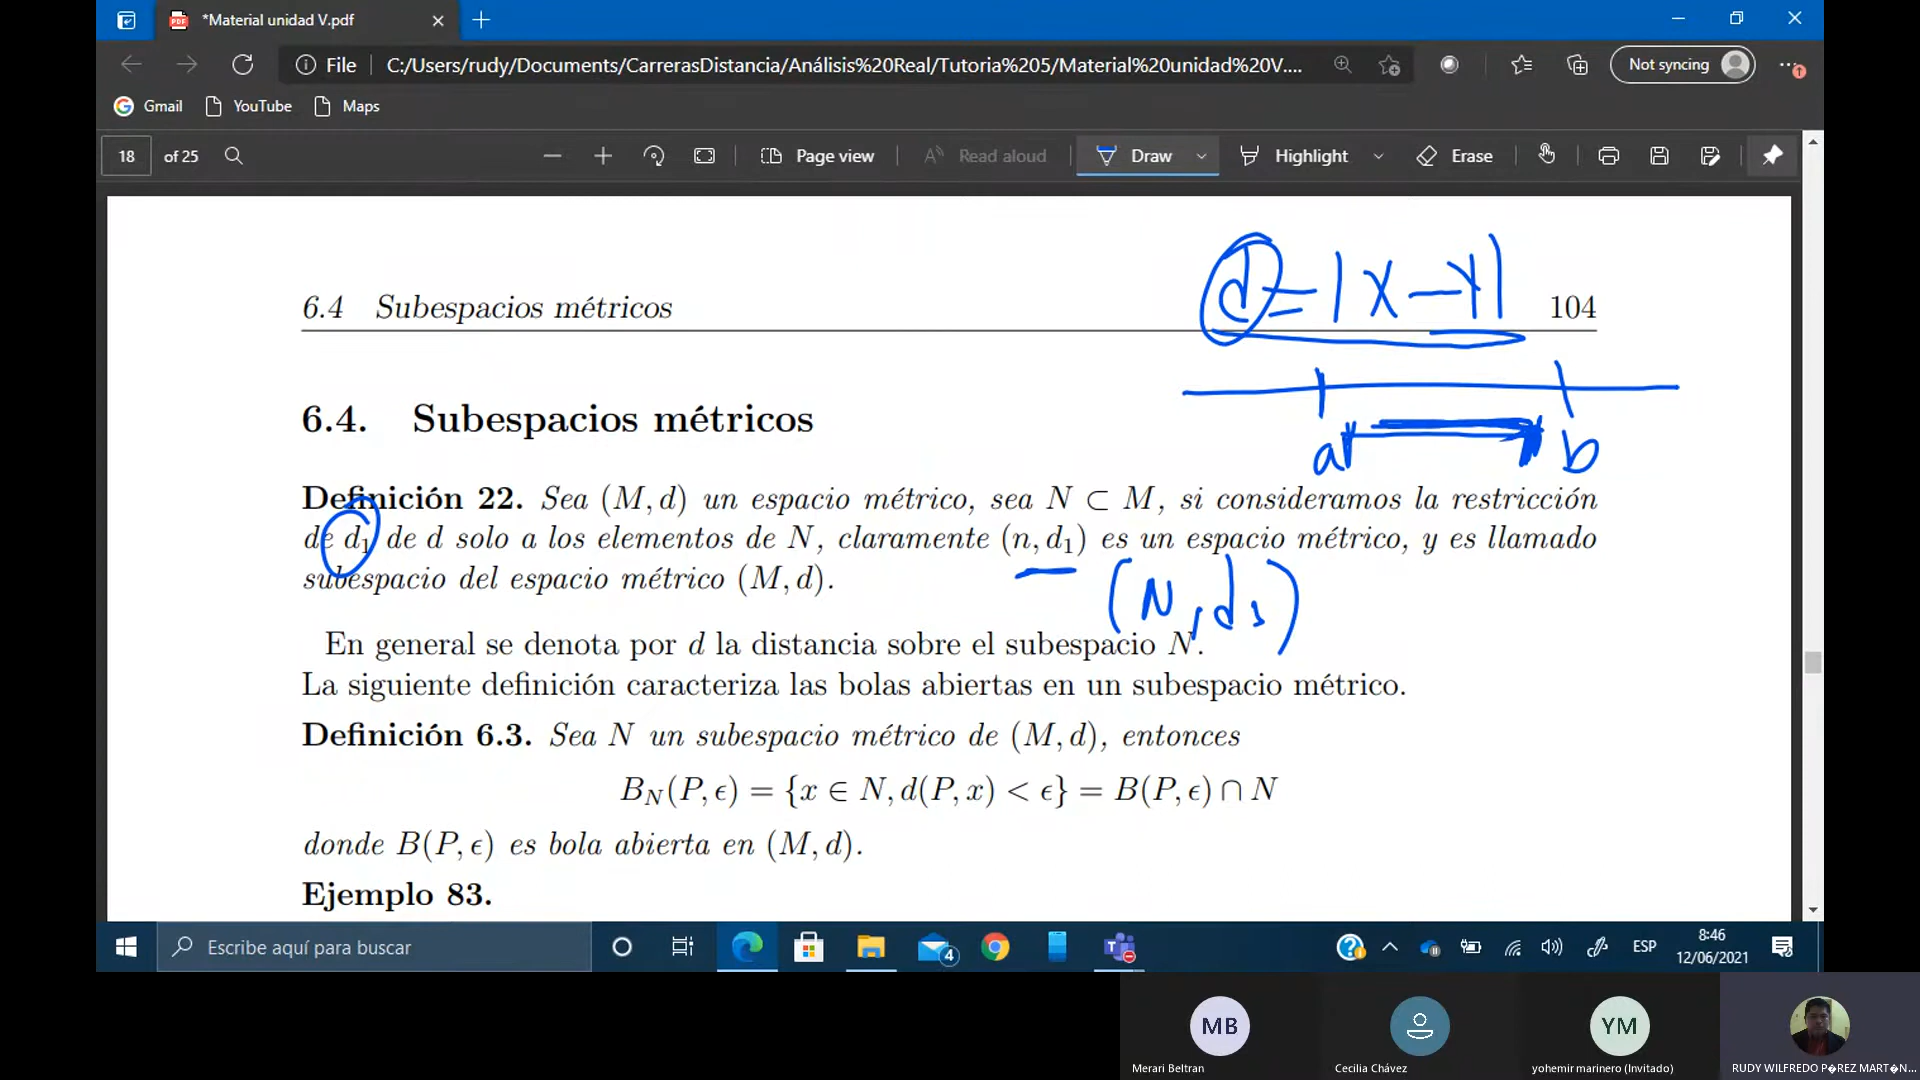 *Material unidad V.pdf
File C:/Users/rudy/Documents/CarrerasDistancia/Análisis%20Real/Tutoria%205/Material%20unidad%20V.... Not syncing
Gmail YouTube Maps
18 of 25 Page view Read aloud Draw Highlight Erase
d = |x - y|
6.4 Subespacios métricos 104
a b
6.4. Subespacios métricos
Definición 22. Sea (M, d) un espacio métrico, sea N ⊂ M, si consideramos la restricción
de d₁ de d solo a los elementos de N, claramente (n, d₁) es un espacio métrico, y es llamado
subespacio del espacio métrico (M, d).
(N, d₁)
En general se denota por d la distancia sobre el subespacio N.
La siguiente definición caracteriza las bolas abiertas en un subespacio métrico.
Definición 6.3. Sea N un subespacio métrico de (M, d), entonces
B_N(P, ϵ) = {x ∈ N, d(P, x) < ϵ} = B(P, ϵ) ∩ N
donde B(P, ϵ) es bola abierta en (M, d).
Ejemplo 83.
Escribe aquí para buscar 4 ESP 8:46
12/06/2021
MB YM
Merari Beltran Cecilia Chávez yohemir marinero (Invitado) RUDY WILFREDO P�REZ MART�N...